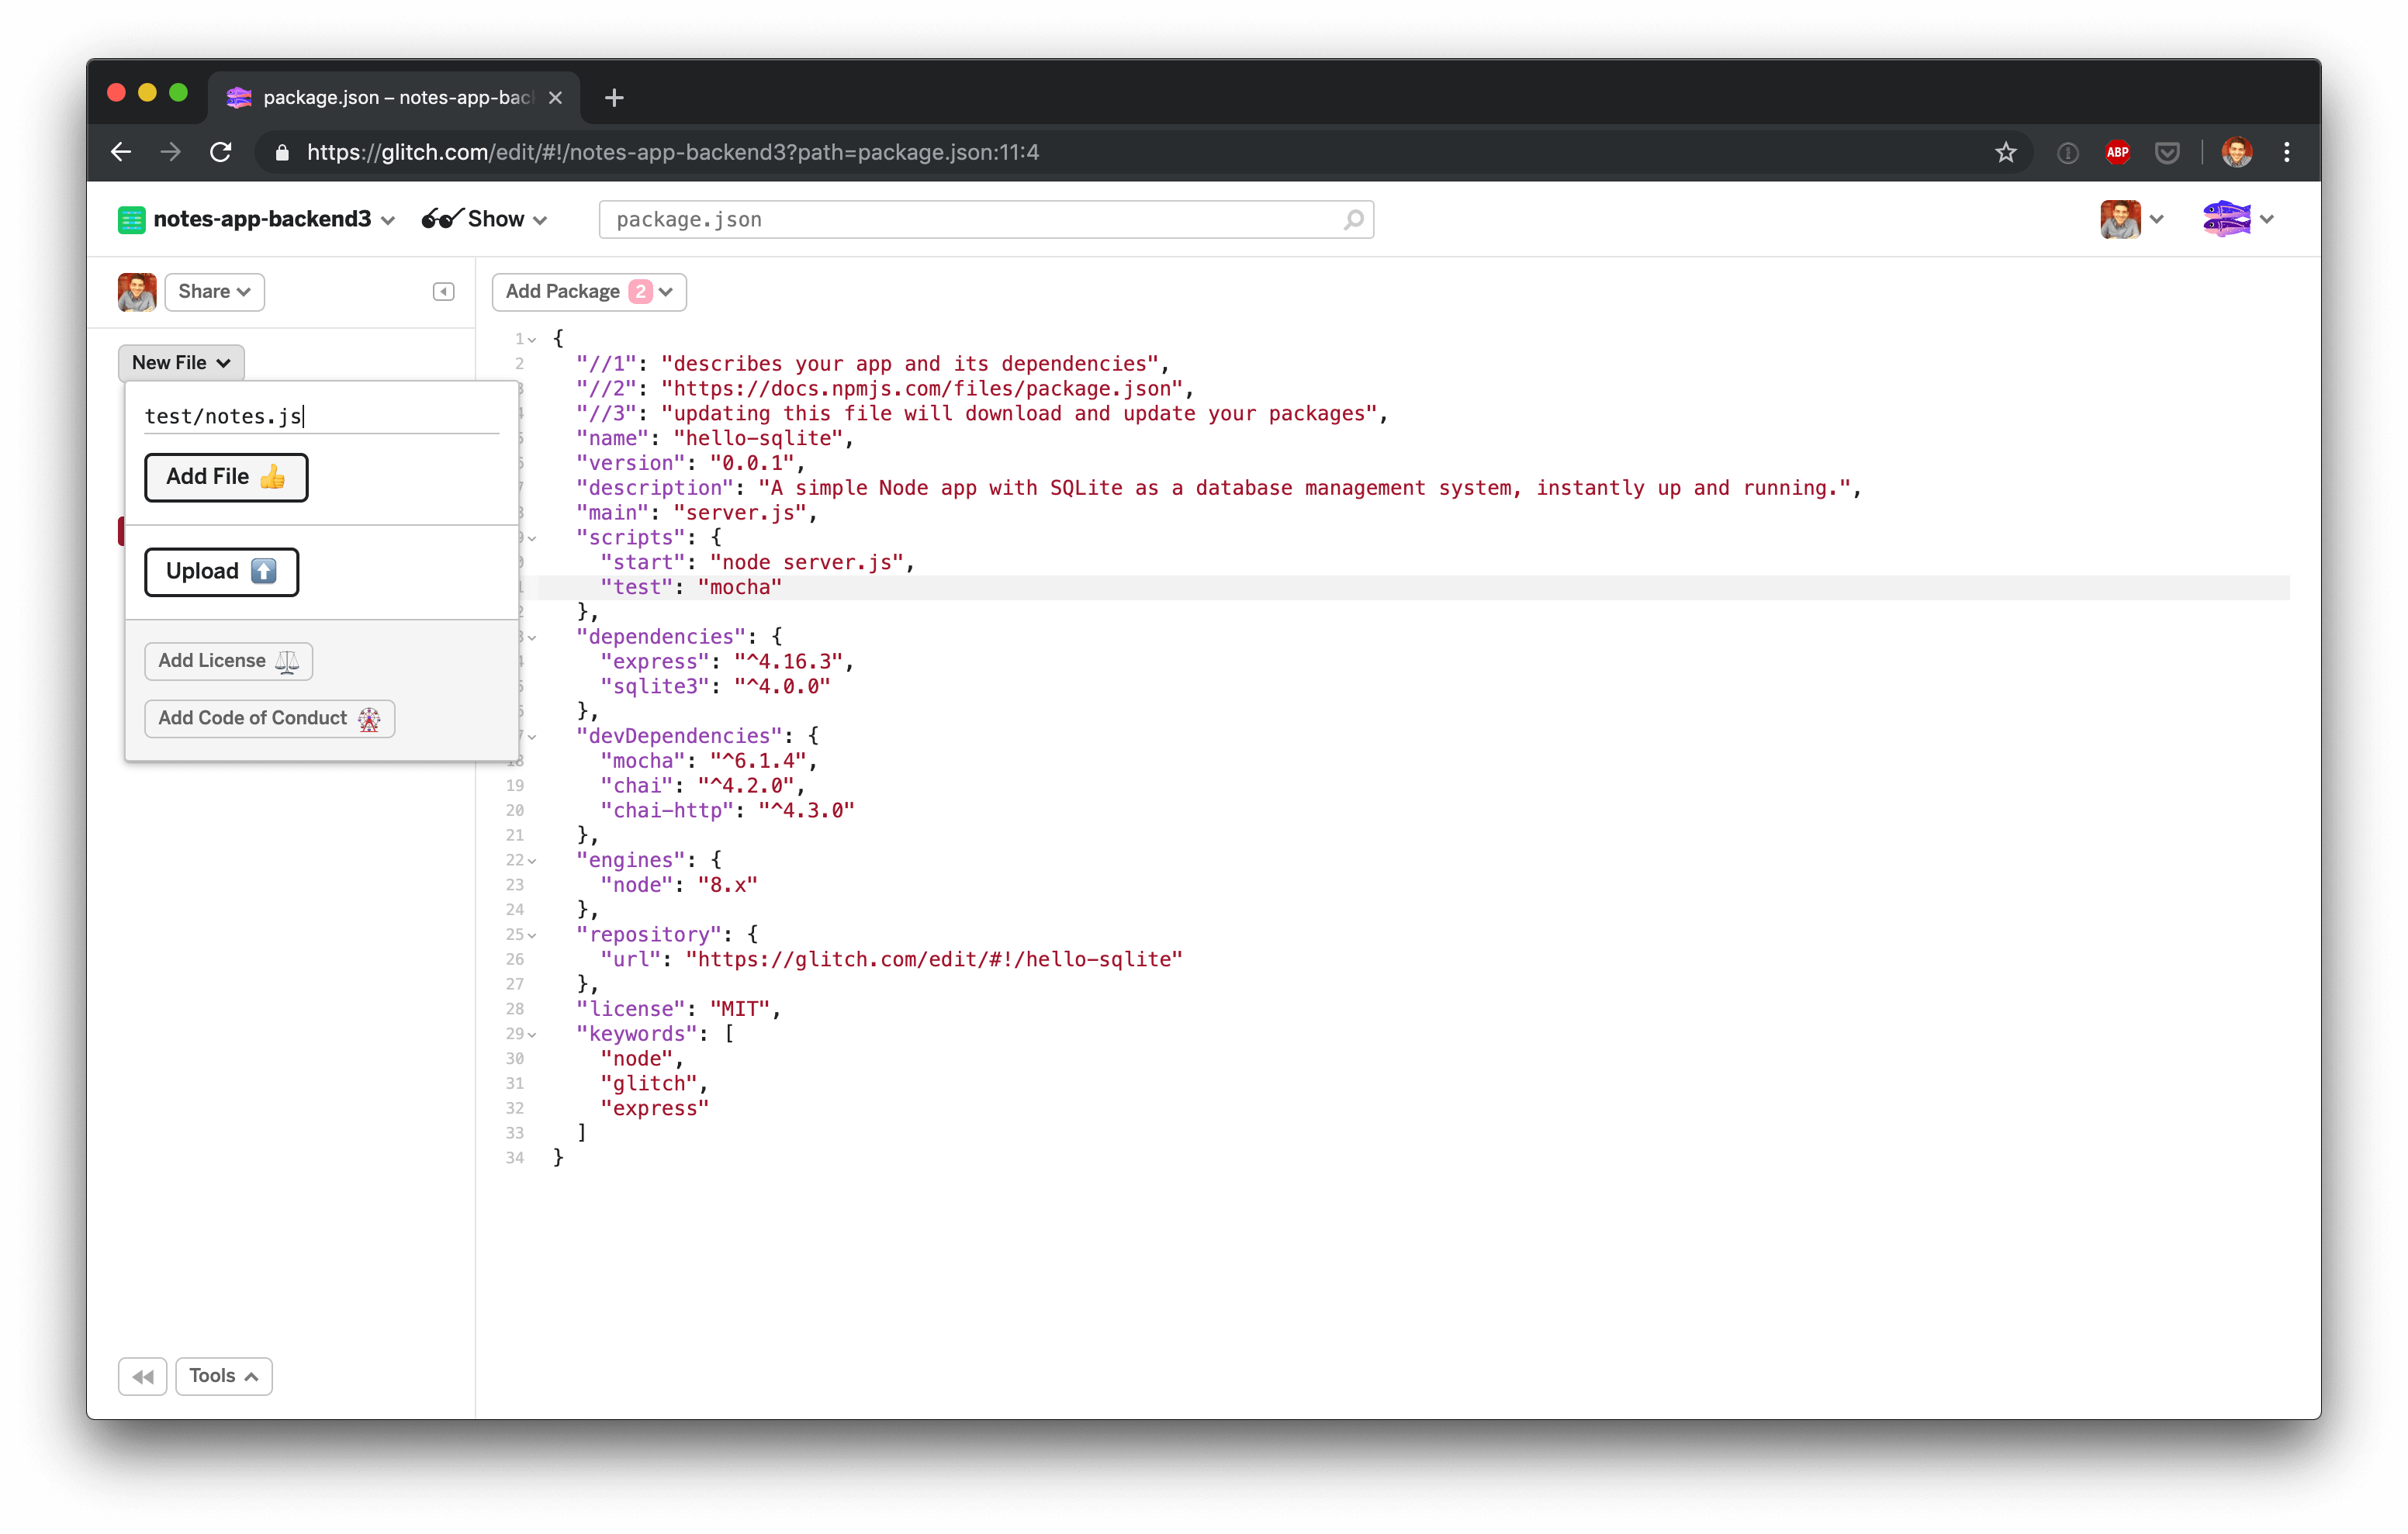 package.json – notes-app-bac
https://glitch.com/edit/#!/notes-app-backend3?path=package.json:11:4
ABP
notes-app-backend3
Show
package.json
Share
Add Package 2
New File
test/notes.js
Add File
Upload
Add License
Add Code of Conduct
1 {
2 "//1": "describes your app and its dependencies",
"//2": "https://docs.npmjs.com/files/package.json",
"//3": "updating this file will download and update your packages",
"name": "hello-sqlite",
"version": "0.0.1",
"description": "A simple Node app with SQLite as a database management system, instantly up and running.",
"main": "server.js",
"scripts": {
"start": "node server.js",
"test": "mocha"
},
"dependencies": {
"express": "^4.16.3",
"sqlite3": "^4.0.0"
},
"devDependencies": {
18 "mocha": "^6.1.4",
19 "chai": "^4.2.0",
20 "chai-http": "^4.3.0"
21 },
22 "engines": {
23 "node": "8.x"
24 },
25 "repository": {
26 "url": "https://glitch.com/edit/#!/hello-sqlite"
27 },
28 "license": "MIT",
29 "keywords": [
30 "node",
31 "glitch",
32 "express"
33 ]
34 }
Tools